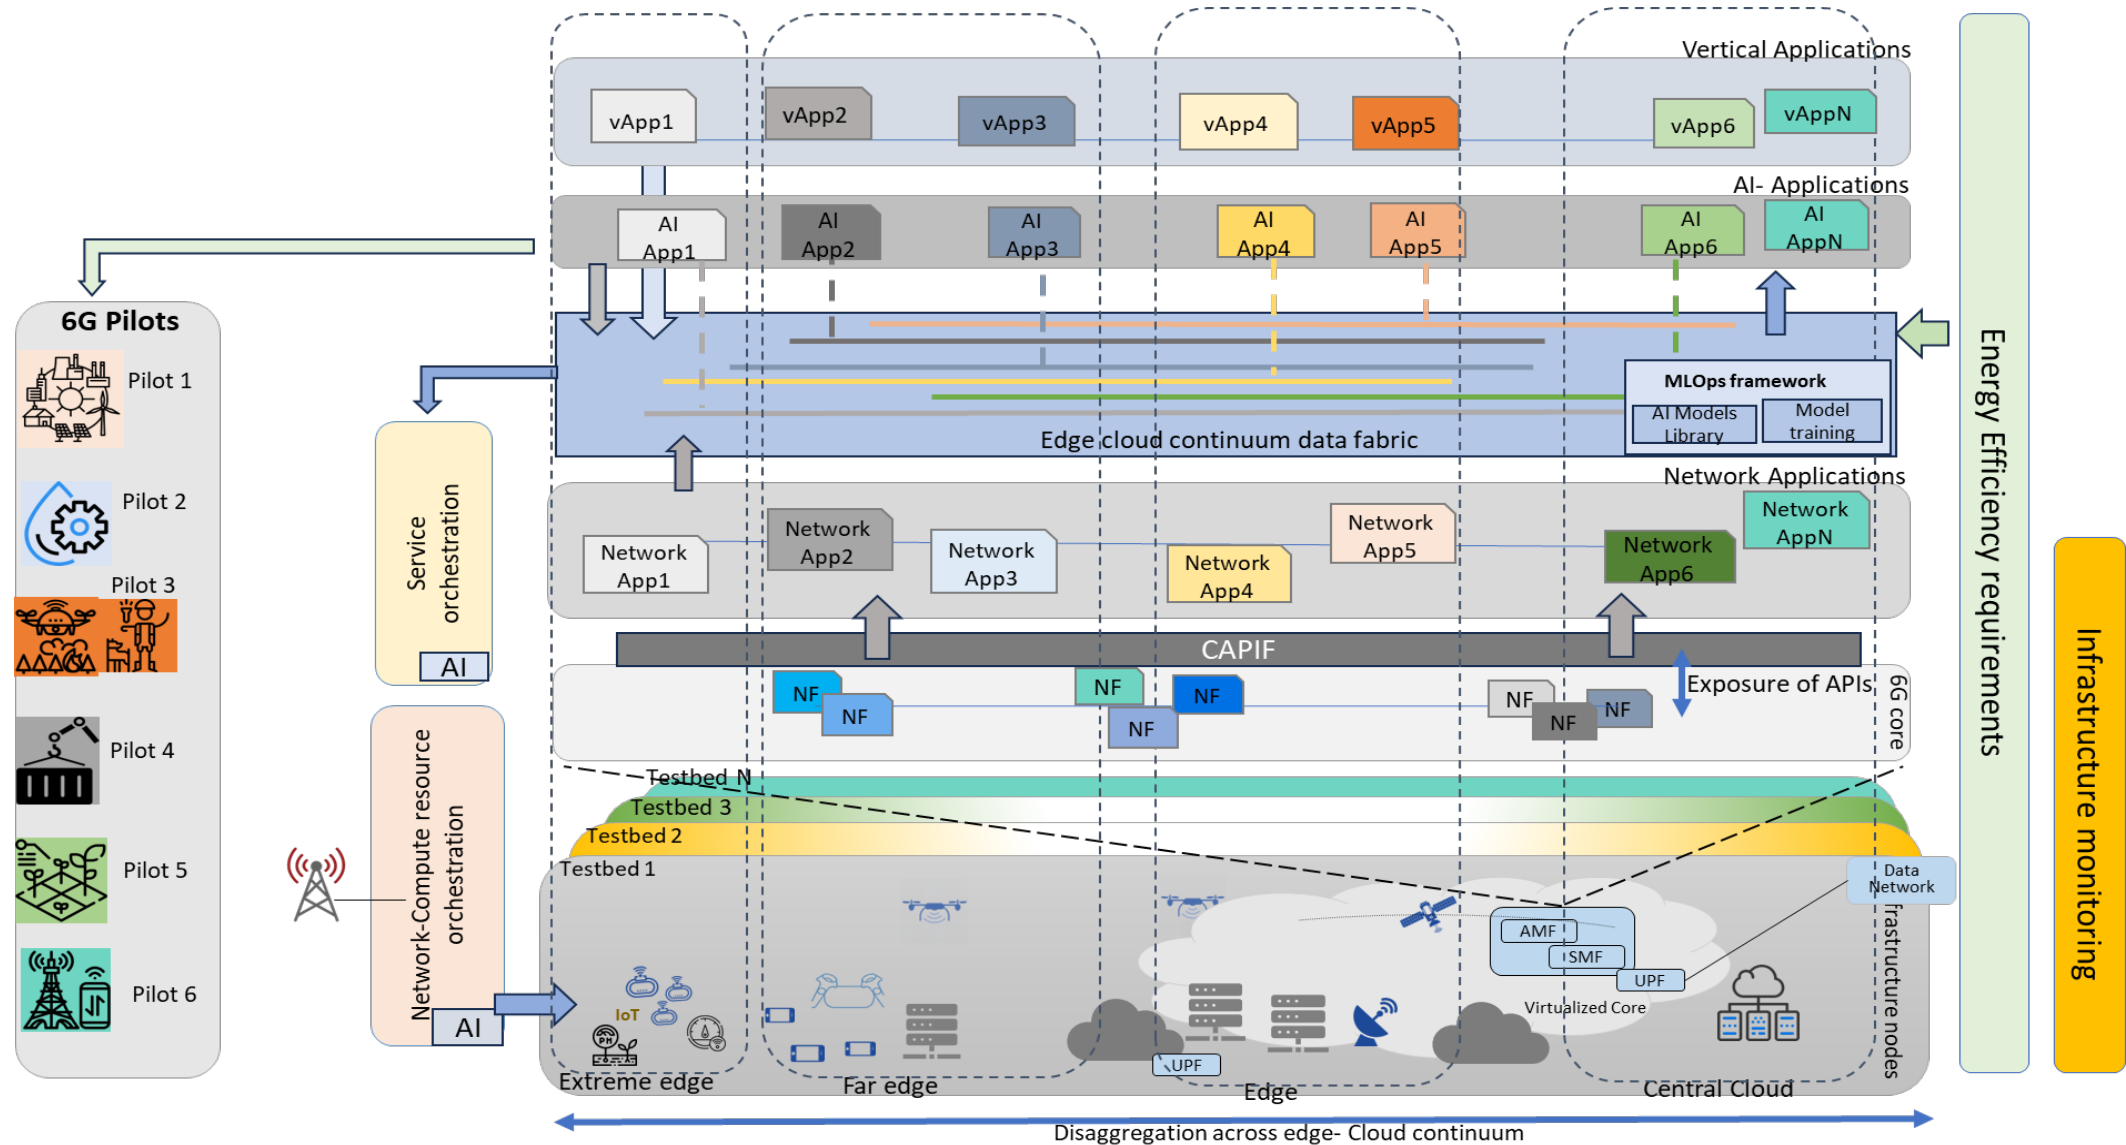 Vertical Applications
vApp1
vApp2
vApp3
vApp4
vApp5
vApp6
vAppN
AI- Applications
AI
App1
AI
App2
AI
App3
AI
App4
AI
App5
AI
App6
AI
AppN
6G Pilots
Pilot 1
Pilot 2
Pilot 3
Pilot 4
Pilot 5
Pilot 6
MLOps framework
AI Models
Library
Model
training
Edge cloud continuum data fabric
Service
orchestration
AI
Network-Compute resource
orchestration
AI
Network Applications
Network
App1
Network
App2
Network
App3
Network
App4
Network
App5
Network
App6
Network
AppN
CAPIF
NF
NF
NF
NF
NF
NF
NF
NF
Exposure of APIs
6G core
Testbed N
Testbed 3
Testbed 2
Testbed 1
Data
Network
AMF
SMF
UPF
Virtualized Core
IoT
PH
UPF
frastructure nodes
Extreme edge
Far edge
Edge
Central Cloud
Disaggregation across edge- Cloud continuum
Energy Efficiency requirements
Infrastructure monitoring